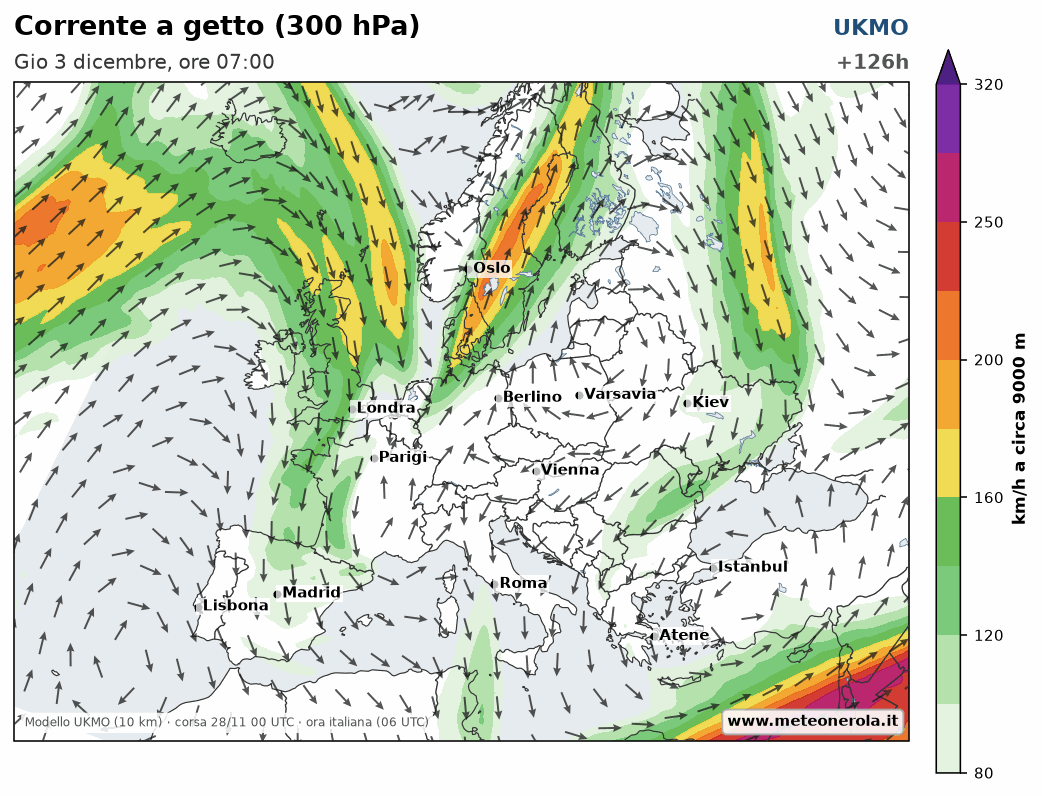 Corrente a getto (300 hPa)
UKMO
Gio 3 dicembre, ore 07:00
+126h
320
250
200
160
120
80
km/h a circa 9000 m
Oslo
Londra
Berlino
Varsavia
Kiev
Parigi
Vienna
Istanbul
Roma
Madrid
Lisbona
Atene
Modello UKMO (10 km) · corsa 28/11 00 UTC · ora italiana (06 UTC)
www.meteonerola.it